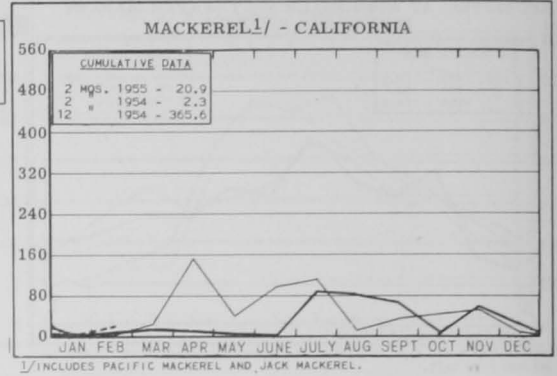 MACKEREL1/ - CALIFORNIA
560
CUMULATIVE DATA
2 MOS. 1955 - 20.9
480
2 " 1954 - 2.3
12 " 1954 - 365.6
400
320
240
160
80
0
JAN FEB MAR APR MAY JUNE JULY AUG SEPT OCT NOV DEC
1/INCLUDES PACIFIC MACKEREL AND JACK MACKEREL.